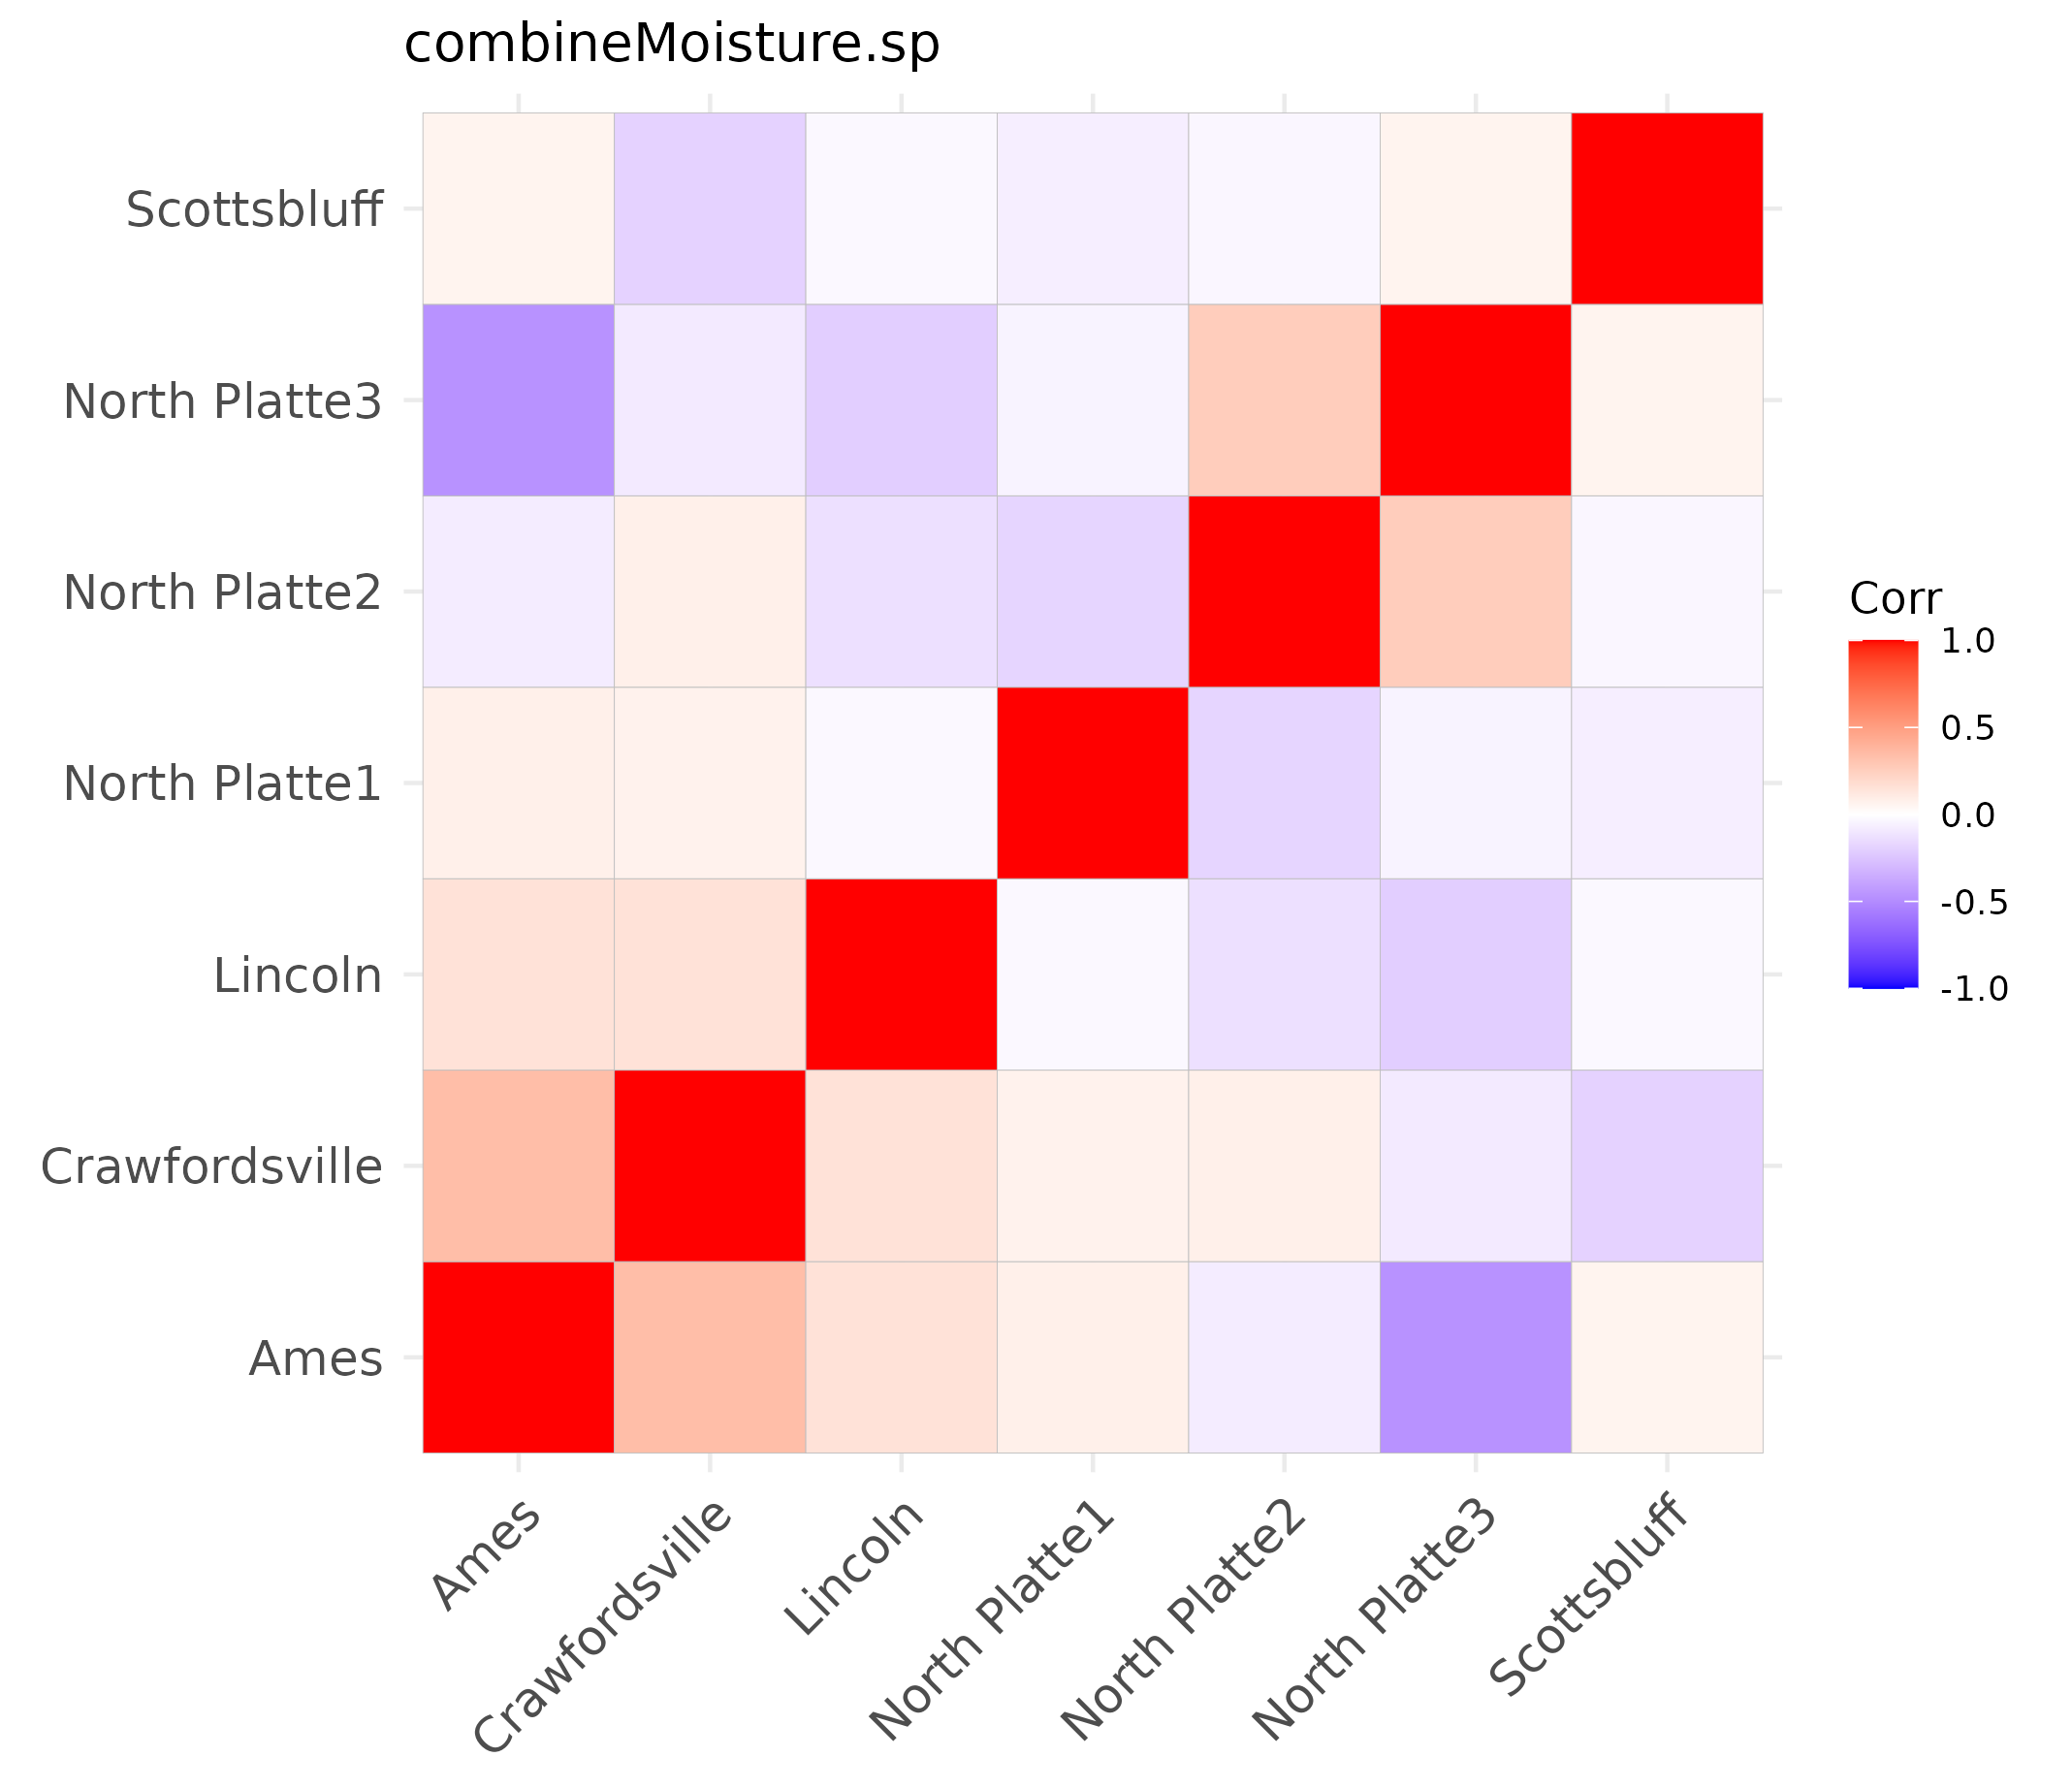 combineMoisture.sp
Scottsbluff
North Platte3
North Platte2
North Platte1
Lincoln
Crawfordsville
Ames
Ames
Crawfordsville
Lincoln
North Platte1
North Platte2
North Platte3
Scottsbluff
Corr
1.0
0.5
0.0
-0.5
-1.0